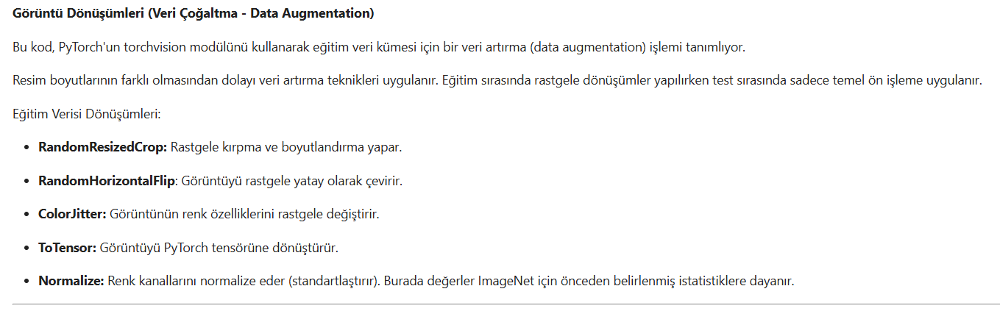 Görüntü Dönüşümleri (Veri Çoğaltma - Data Augmentation)
Bu kod, PyTorch'un torchvision modülünü kullanarak eğitim veri kümesi için bir veri artırma (data augmentation) işlemi tanımlıyor.
Resim boyutlarının farklı olmasından dolayı veri artırma teknikleri uygulanır. Eğitim sırasında rastgele dönüşümler yapılırken test sırasında sadece temel ön işleme uygulanır.
Eğitim Verisi Dönüşümleri:
• RandomResizedCrop: Rastgele kırpma ve boyutlandırma yapar.
• RandomHorizontalFlip: Görüntüyü rastgele yatay olarak çevirir.
• ColorJitter: Görüntünün renk özelliklerini rastgele değiştirir.
• ToTensor: Görüntüyü PyTorch tensörüne dönüştürür.
• Normalize: Renk kanallarını normalize eder (standartlaştırır). Burada değerler ImageNet için önceden belirlenmiş istatistiklere dayanır.